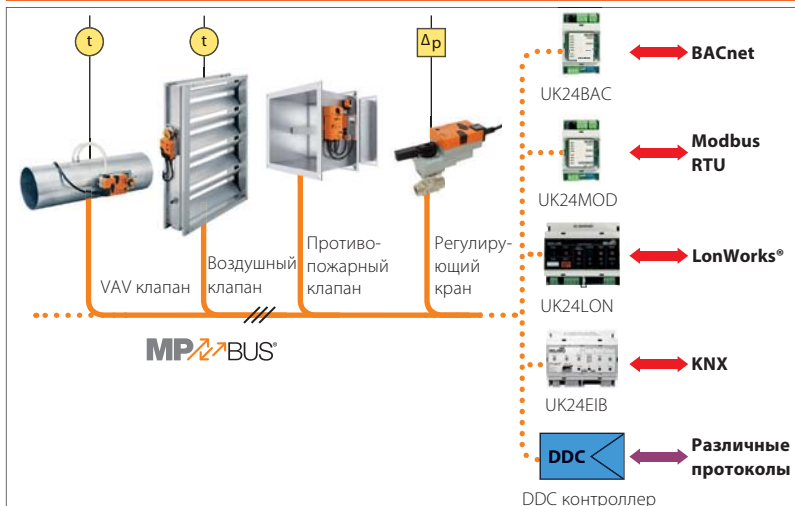 t
t
Δp
VAV клапан
Воздушный
клапан
Противо-
пожарный
клапан
Регулиру-
ющий
кран
MP BUS®
UK24BAC
BACnet
UK24MOD
Modbus
RTU
UK24LON
LonWorks®
UK24EIB
KNX
DDC
Различные
протоколы
DDC контроллер